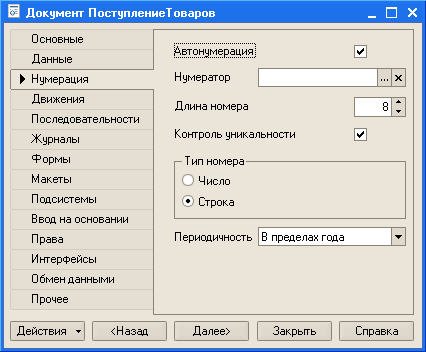 Документ ПоступлениеТоваров
Основные
Данные
Нумерация
Движения
Последовательности
Журналы
Формы
Макеты
Подсистемы
Ввод на основании
Права
Интерфейсы
Обмен данными
Прочее
Автонумерация
Нумератор ...
Длина номера 8
Контроль уникальности
Тип номера
Число
Строка
Периодичность В пределах года
Действия <Назад Далее> Закрыть Справка